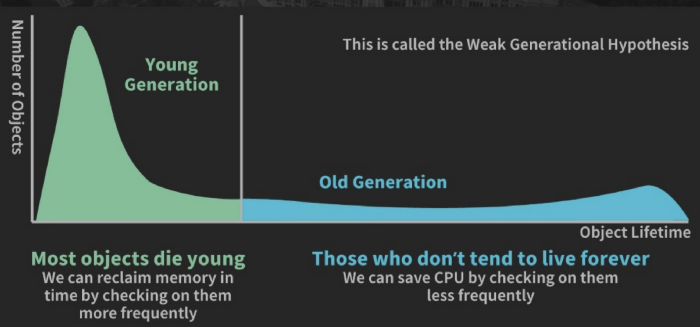 Number of Objects
Young
Generation
This is called the Weak Generational Hypothesis
Old Generation
Object Lifetime
Most objects die young
We can reclaim memory in
time by checking on them
more frequently
Those who don't tend to live forever
We can save CPU by checking on them
less frequently